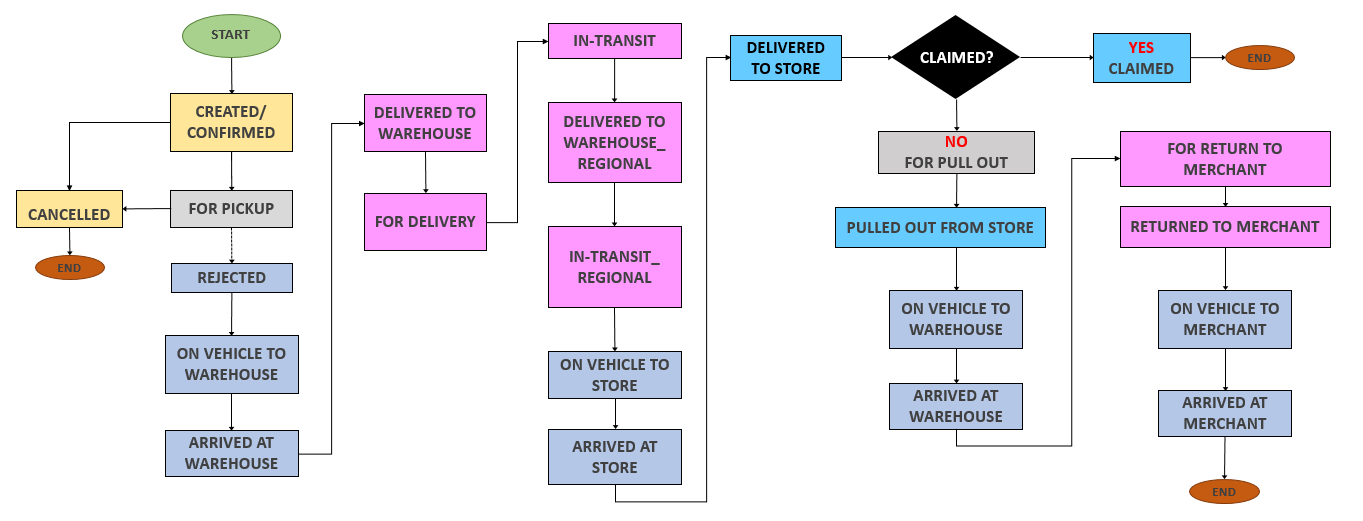 START
CREATED/
CONFIRMED
CANCELLED
FOR PICKUP
END
REJECTED
ON VEHICLE TO
WAREHOUSE
ARRIVED AT
WAREHOUSE
DELIVERED TO
WAREHOUSE
FOR DELIVERY
IN-TRANSIT
DELIVERED TO
WAREHOUSE_
REGIONAL
IN-TRANSIT_
REGIONAL
ON VEHICLE TO
STORE
ARRIVED AT
STORE
DELIVERED
TO STORE
CLAIMED?
YES
CLAIMED
END
NO
FOR PULL OUT
PULLED OUT FROM STORE
ON VEHICLE TO
WAREHOUSE
ARRIVED AT
WAREHOUSE
FOR RETURN TO
MERCHANT
RETURNED TO MERCHANT
ON VEHICLE TO
MERCHANT
ARRIVED AT
MERCHANT
END